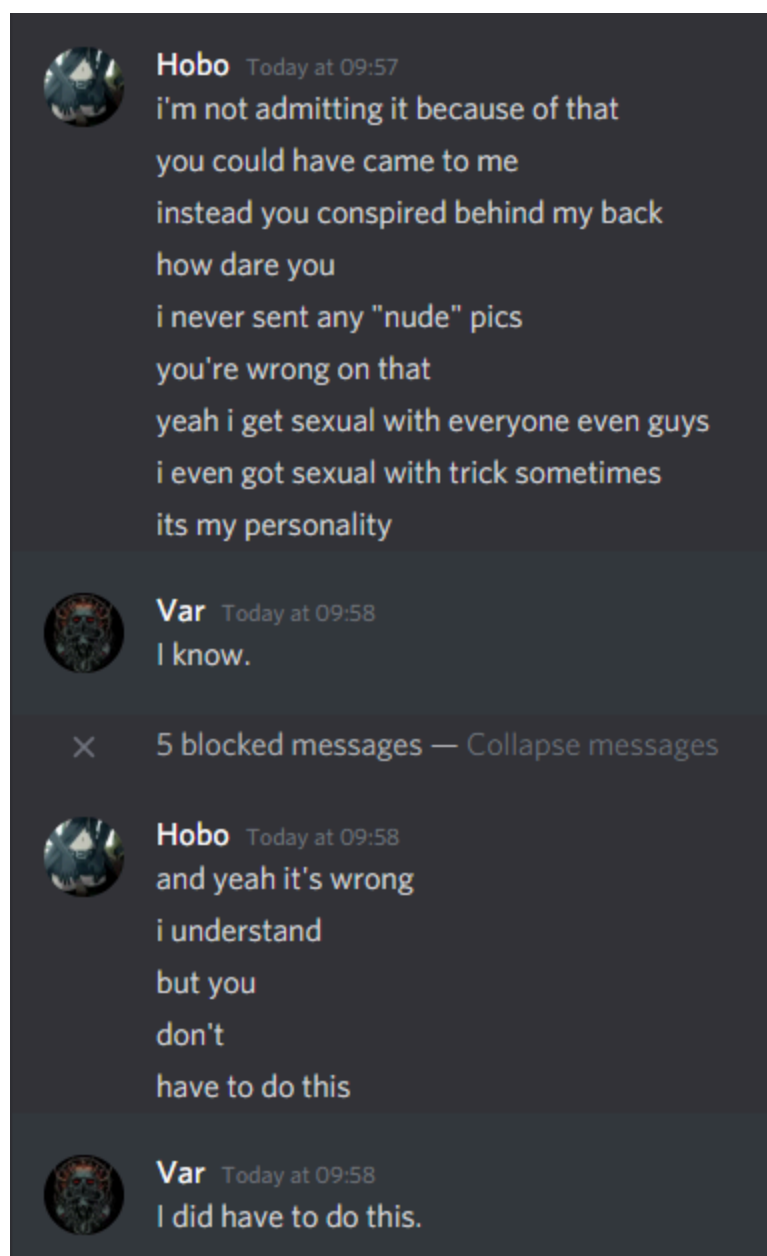 Hobo Today at 09:57
i'm not admitting it because of that
you could have came to me
instead you conspired behind my back
how dare you
i never sent any "nude" pics
you're wrong on that
yeah i get sexual with everyone even guys
i even got sexual with trick sometimes
its my personality
Var Today at 09:58
I know.
5 blocked messages — Collapse messages
Hobo Today at 09:58
and yeah it's wrong
i understand
but you
don't
have to do this
Var Today at 09:58
I did have to do this.